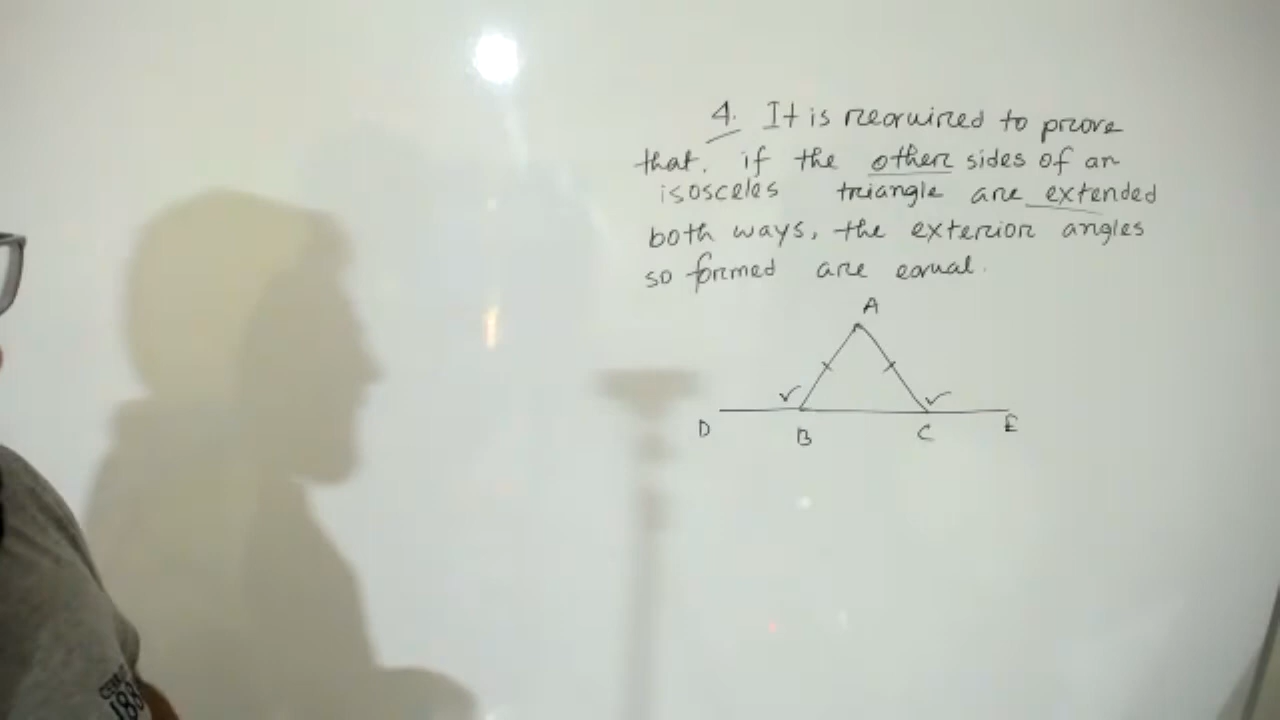 4. It is required to prove
that, if the other sides of an
isosceles triangle are extended
both ways, the exterior angles
so formed are equal.
A
D B C E